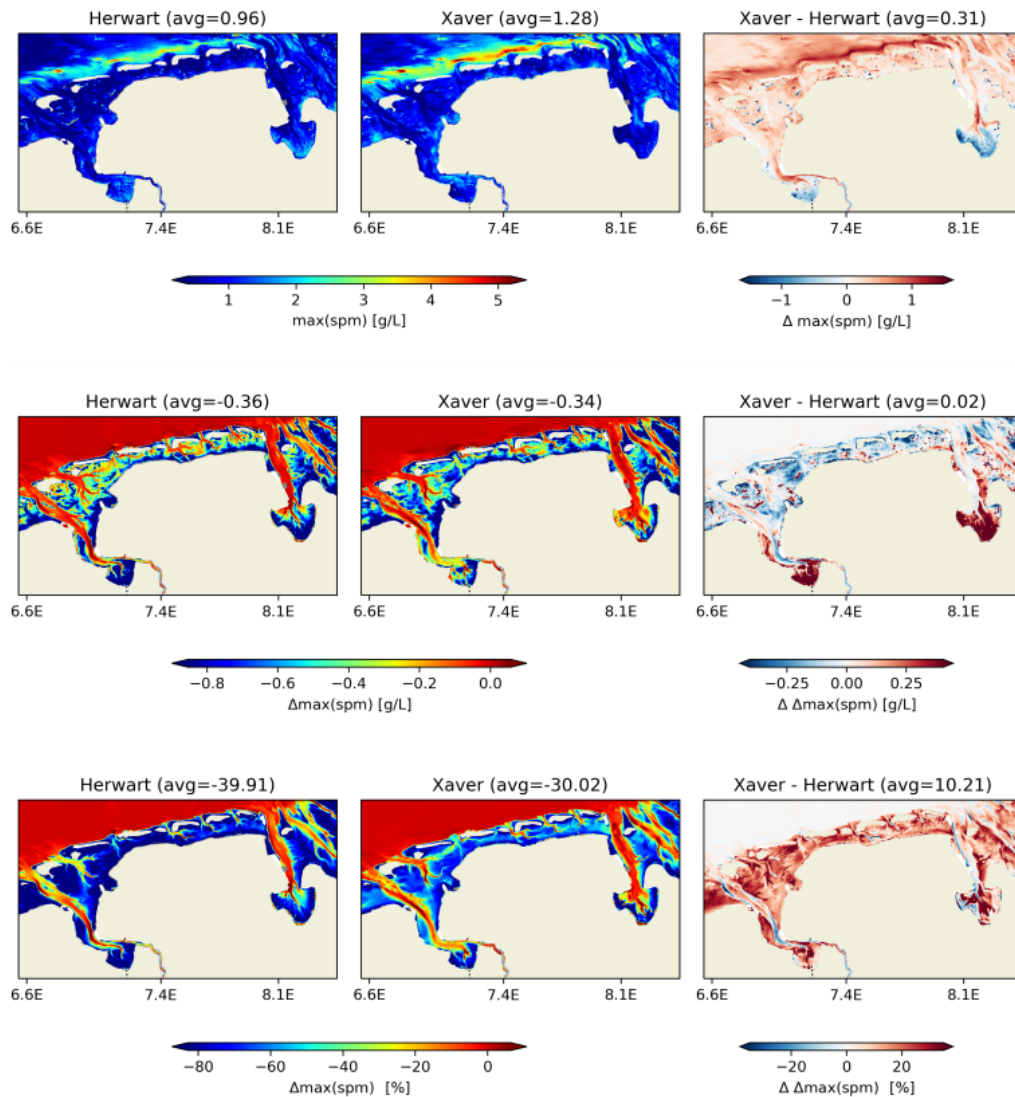 Herwart (avg=0.96) Xaver (avg=1.28) Xaver - Herwart (avg=0.31)
6.6E 7.4E 8.1E 6.6E 7.4E 8.1E 6.6E 7.4E 8.1E
1 2 3 4 5 −1 0 1
max(spm) [g/L] Δ max(spm) [g/L]
Herwart (avg=-0.36) Xaver (avg=-0.34) Xaver - Herwart (avg=0.02)
6.6E 7.4E 8.1E 6.6E 7.4E 8.1E 6.6E 7.4E 8.1E
−0.8 −0.6 −0.4 −0.2 0.0 −0.25 0.00 0.25
Δmax(spm) [g/L] Δ Δmax(spm) [g/L]
Herwart (avg=-39.91) Xaver (avg=-30.02) Xaver - Herwart (avg=10.21)
6.6E 7.4E 8.1E 6.6E 7.4E 8.1E 6.6E 7.4E 8.1E
−80 −60 −40 −20 0 −20 0 20
Δmax(spm) [%] Δ Δmax(spm) [%]